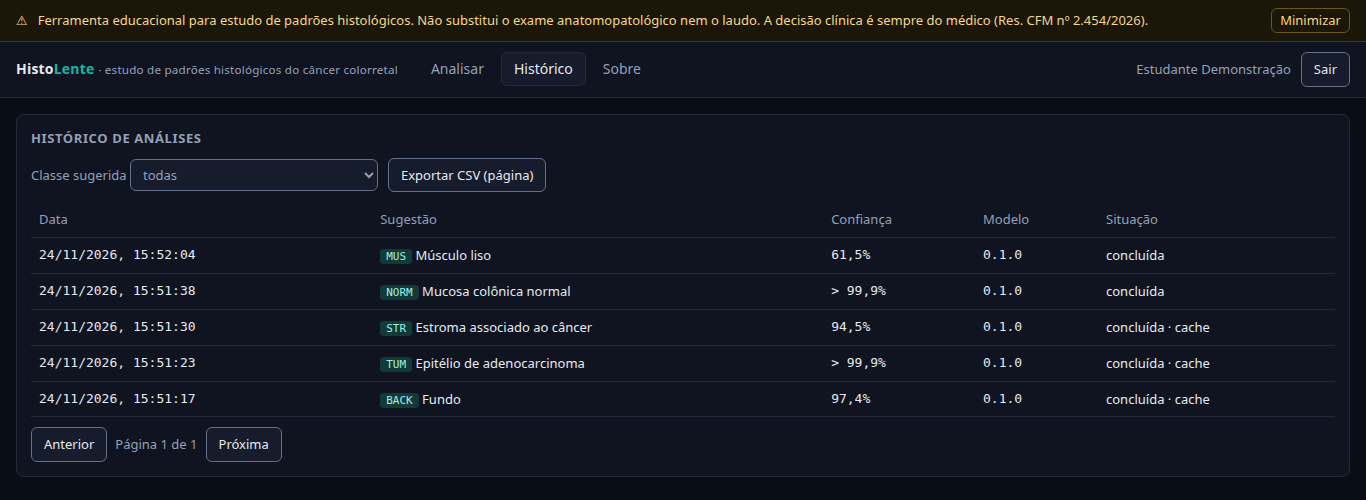 ⚠ Ferramenta educacional para estudo de padrões histológicos. Não substitui o exame anatomopatológico nem o laudo. A decisão clínica é sempre do médico (Res. CFM nº 2.454/2026). Minimizar
HistoLente · estudo de padrões histológicos do câncer colorretal Analisar Histórico Sobre Estudante Demonstração Sair
HISTÓRICO DE ANÁLISES
Classe sugerida todas Exportar CSV (página)
Data Sugestão Confiança Modelo Situação
24/11/2026, 15:52:04 MUS Músculo liso 61,5% 0.1.0 concluída
24/11/2026, 15:51:38 NORM Mucosa colônica normal > 99,9% 0.1.0 concluída
24/11/2026, 15:51:30 STR Estroma associado ao câncer 94,5% 0.1.0 concluída · cache
24/11/2026, 15:51:23 TUM Epitélio de adenocarcinoma > 99,9% 0.1.0 concluída · cache
24/11/2026, 15:51:17 BACK Fundo 97,4% 0.1.0 concluída · cache
Anterior Página 1 de 1 Próxima